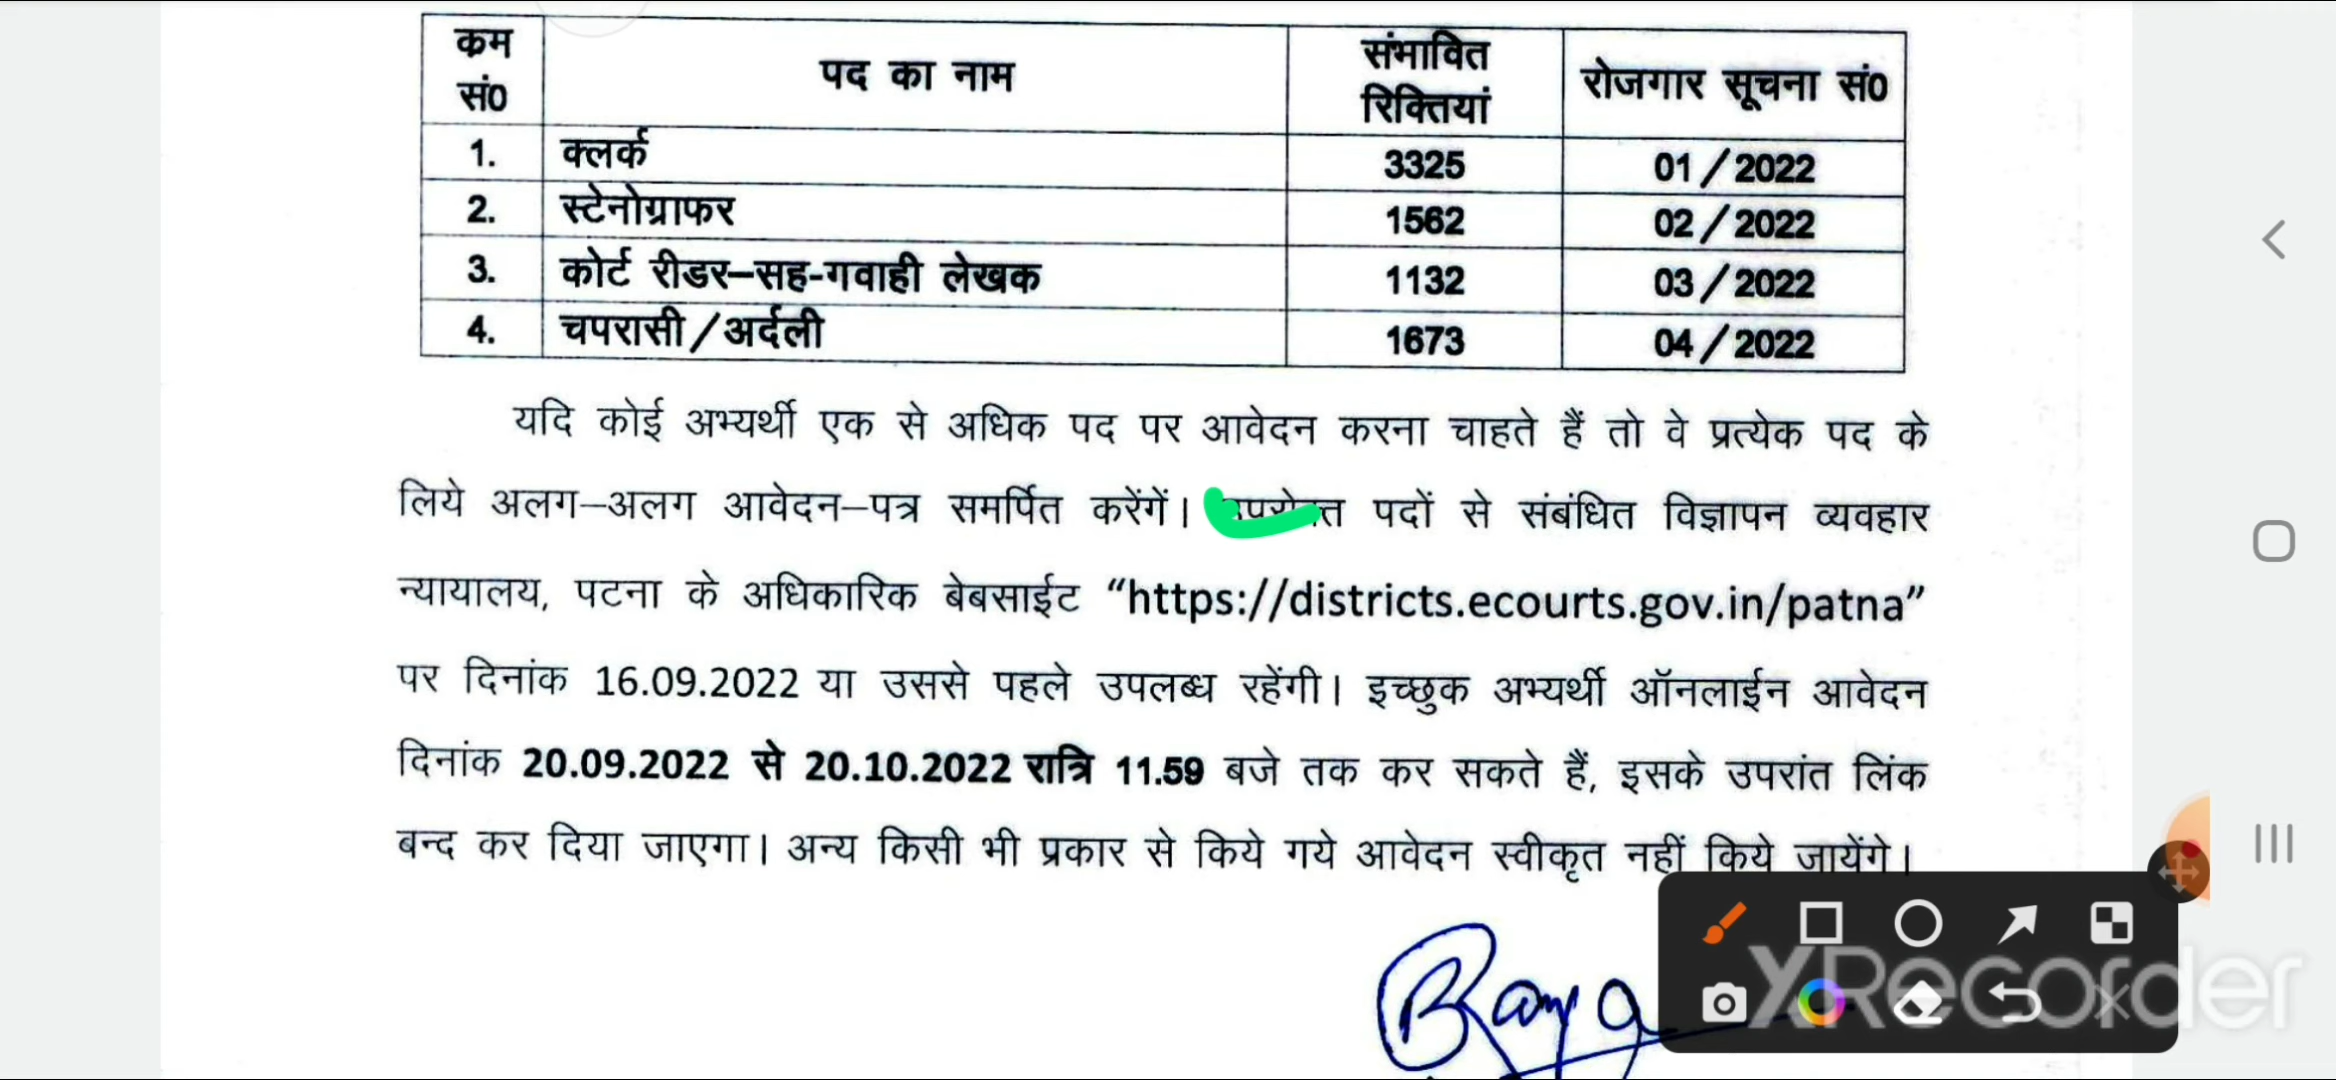 कम सं0 पद का नाम संभावित रिक्तियां रोजगार सूचना सं0
1. क्लर्क 3325 01/2022
2. स्टेनोग्राफर 1562 02/2022
3. कोर्ट रीडर–सह-गवाही लेखक 1132 03/2022
4. चपरासी/अर्दली 1673 04/2022
यदि कोई अभ्यर्थी एक से अधिक पद पर आवेदन करना चाहते हैं तो वे प्रत्येक पद के
लिये अलग–अलग आवेदन–पत्र समर्पित करेंगें। उपरोक्त पदों से संबंधित विज्ञापन व्यवहार
न्यायालय, पटना के अधिकारिक बेबसाईट “https://districts.ecourts.gov.in/patna”
पर दिनांक 16.09.2022 या उससे पहले उपलब्ध रहेंगी। इच्छुक अभ्यर्थी ऑनलाईन आवेदन
दिनांक 20.09.2022 से 20.10.2022 रात्रि 11.59 बजे तक कर सकते हैं, इसके उपरांत लिंक
बन्द कर दिया जाएगा। अन्य किसी भी प्रकार से किये गये आवेदन स्वीकृत नहीं किये जायेंगे।
XRecorder